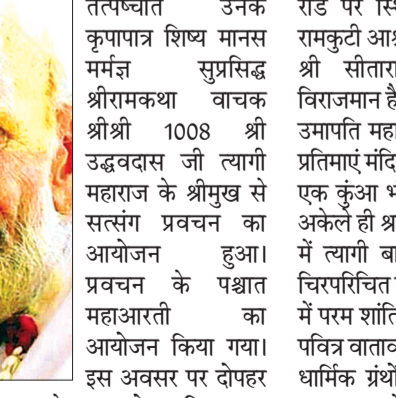 तत्पश्चात उनके
कृपापात्र शिष्य मानस
मर्मज्ञ सुप्रसिद्ध
श्रीरामकथा वाचक
श्रीश्री 1008 श्री
उद्धवदास जी त्यागी
महाराज के श्रीमुख से
सत्संग प्रवचन का
आयोजन हुआ।
प्रवचन के पश्चात
महाआरती का
आयोजन किया गया।
इस अवसर पर दोपहर
रोड पर
रामकुटी
श्री
विराजमान
उमापति
प्रतिमाएं
एक कुंआ
अकेले ही
में त्यागी
चिरपरिचित
में परम
पवित्र
धार्मिक ग्रंथों